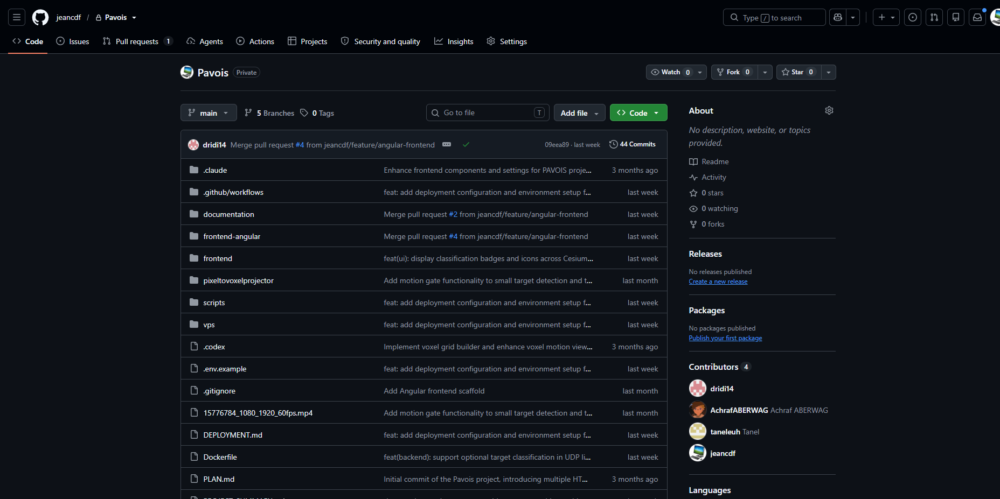 jeancdf / Pavois
Type / to search
Code
Issues
Pull requests 1
Agents
Actions
Projects
Security and quality
Insights
Settings
Pavois Private
Watch 0
Fork 0
Star 0
main
5 Branches
0 Tags
Go to file T
Add file
Code
dridi14 Merge pull request #4 from jeancdf/feature/angular-frontend
09eea89 · last week
44 Commits
.claude Enhance frontend components and settings for PAVOIS proje... 3 months ago
.github/workflows feat: add deployment configuration and environment setup f... last week
documentation Merge pull request #2 from jeancdf/feature/angular-frontend last week
frontend-angular Merge pull request #4 from jeancdf/feature/angular-frontend last week
frontend feat(ui): display classification badges and icons across Cesium... last week
pixeltovoxelprojector Add motion gate functionality to small target detection and t... last month
scripts feat: add deployment configuration and environment setup f... last week
vps feat: add deployment configuration and environment setup f... last week
.codex Implement voxel grid builder and enhance voxel motion view... 3 months ago
.env.example feat: add deployment configuration and environment setup f... last week
.gitignore Add Angular frontend scaffold last month
15776784_1080_1920_60fps.mp4 Add motion gate functionality to small target detection and t... last month
DEPLOYMENT.md feat: add deployment configuration and environment setup f... last week
Dockerfile feat(backend): support optional target classification in UDP li... last week
PLAN.md Initial commit of the Pavois project, introducing multiple HT... 3 months ago
About
No description, website, or topics
provided.
Readme
Activity
0 stars
0 watching
0 forks
Releases
No releases published
Create a new release
Packages
No packages published
Publish your first package
Contributors 4
dridi14
AchrafABERWAG Achraf ABERWAG
taneleuh Tanel
jeancdf
Languages